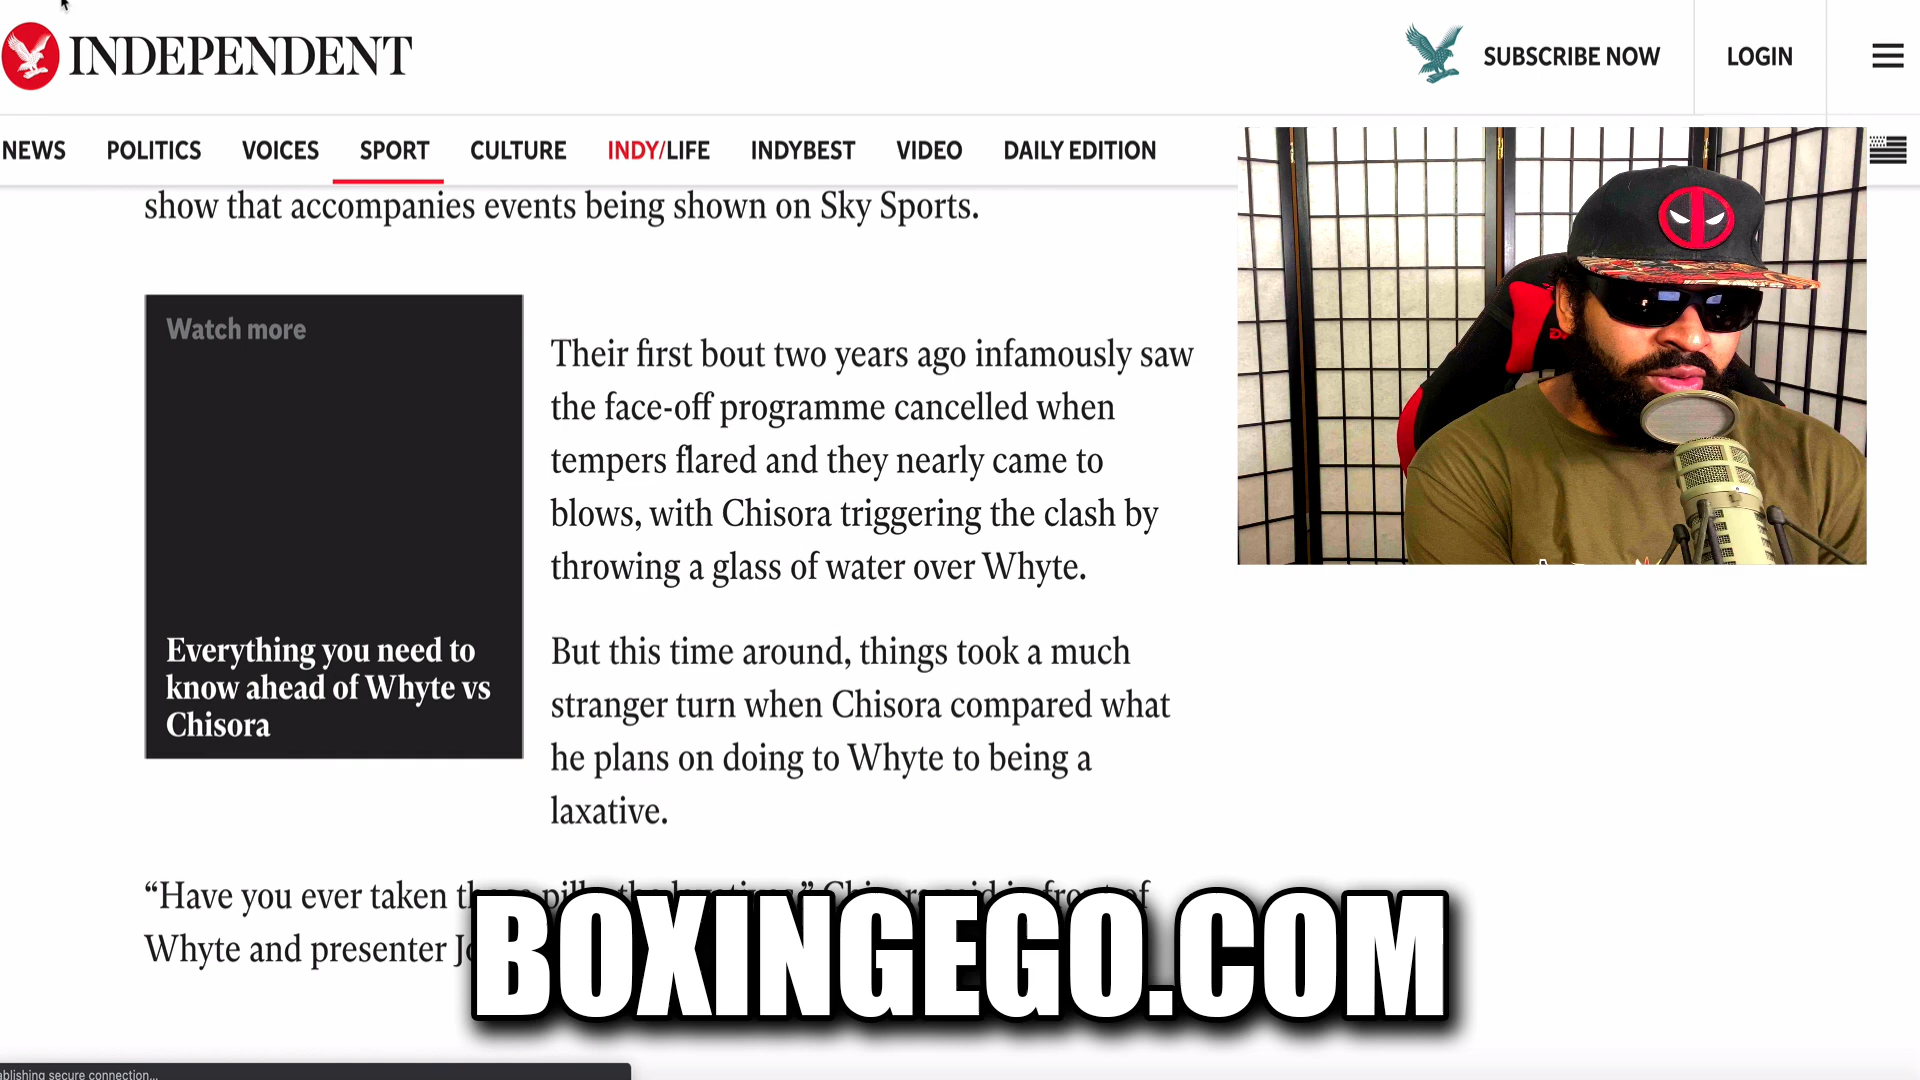 INDEPENDENT
SUBSCRIBE NOW
LOGIN
NEWS POLITICS VOICES SPORT CULTURE INDY/LIFE INDYBEST VIDEO DAILY EDITION
show that accompanies events being shown on Sky Sports.
Watch more
Everything you need to
know ahead of Whyte vs
Chisora
Their first bout two years ago infamously saw
the face-off programme cancelled when
tempers flared and they nearly came to
blows, with Chisora triggering the clash by
throwing a glass of water over Whyte.
But this time around, things took a much
stranger turn when Chisora compared what
he plans on doing to Whyte to being a
laxative.
“Have you ever taken
Whyte and presenter
BOXINGEGO.COM
secure connection...